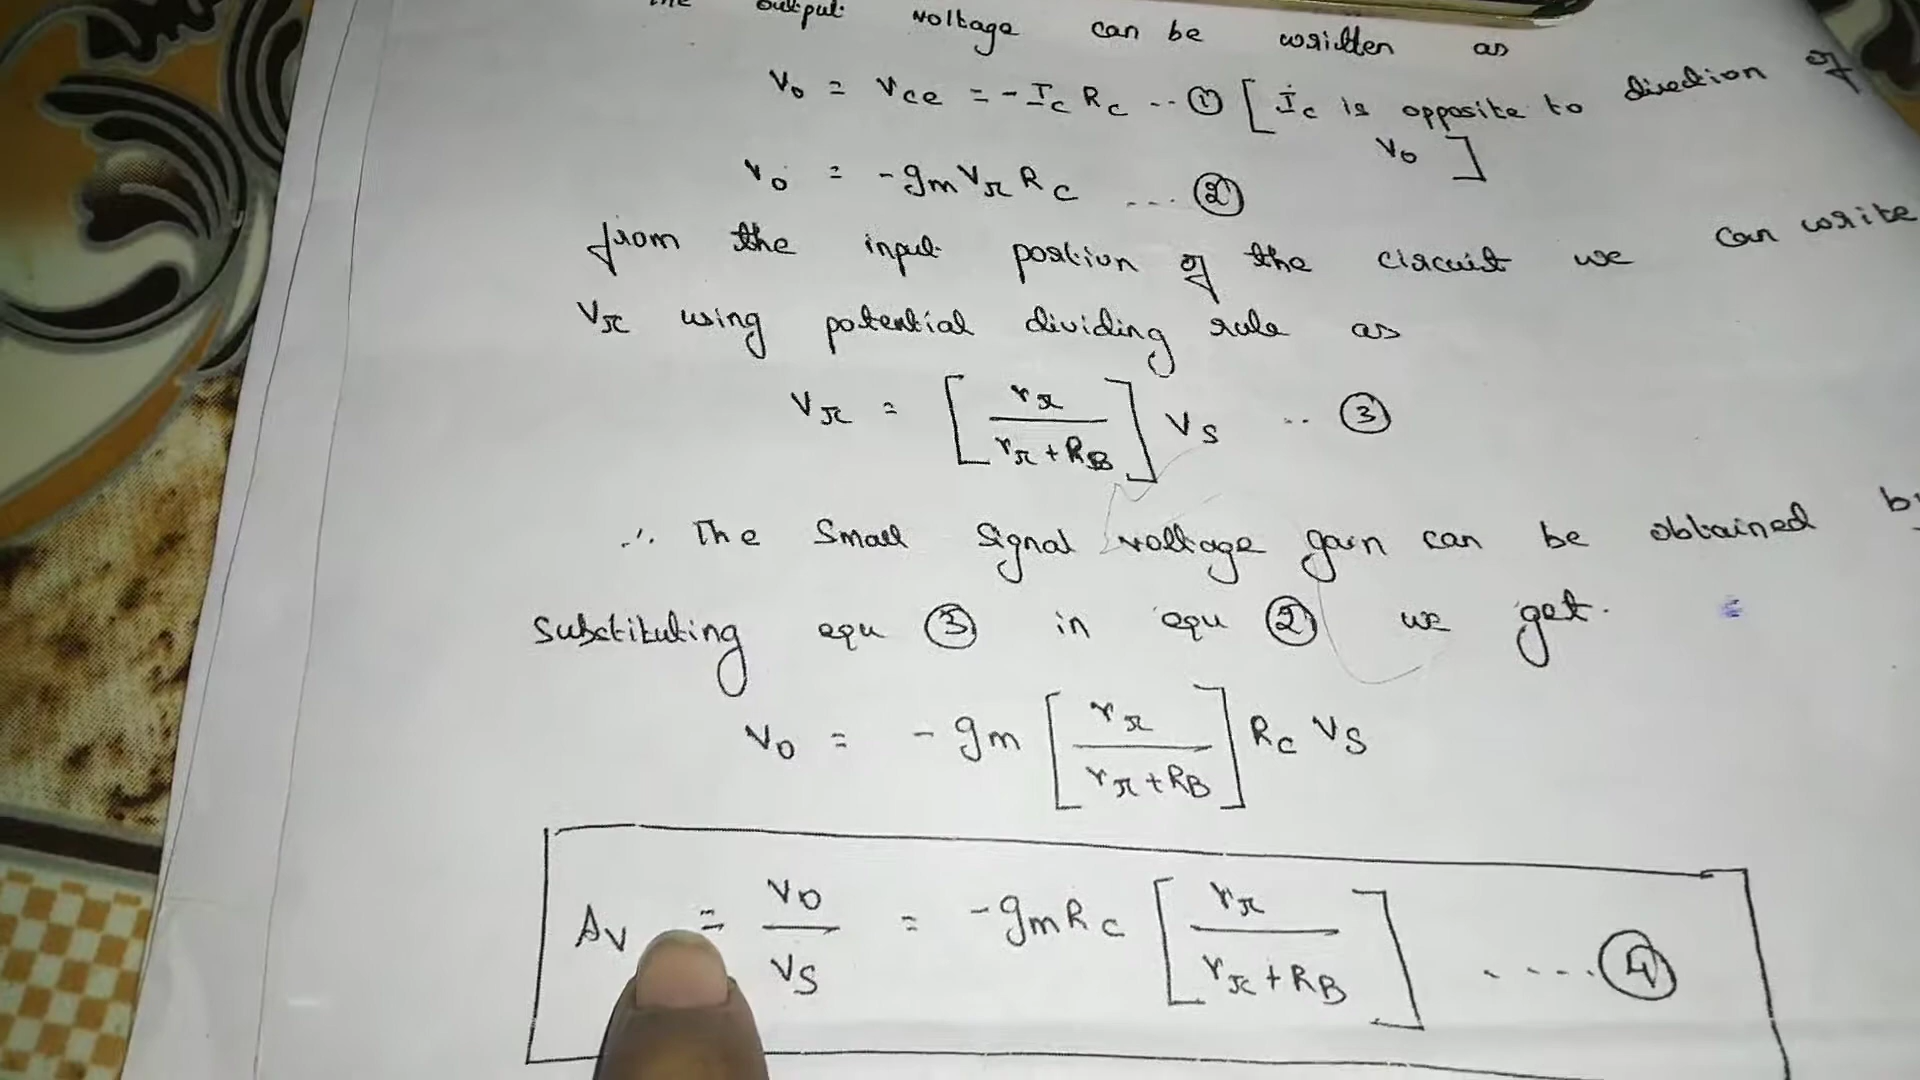 The output voltage can be written as
V₀ = Vce = -Ic Rc -- ① [Ic is opposite to direction of
V₀]
V₀ = -gm Vπ Rc ... ②
from the input portion of the circuit we can write
Vπ using potential dividing rule as
Vπ = [rπ / (rπ + RB)] Vs .. ③
∴ The Small Signal voltage gain can be obtained by
Substituting equ ③ in equ ② we get.
V₀ = -gm [rπ / (rπ + RB)] Rc Vs
Av = V₀ / Vs = -gm Rc [rπ / (rπ + RB)] ..... ④